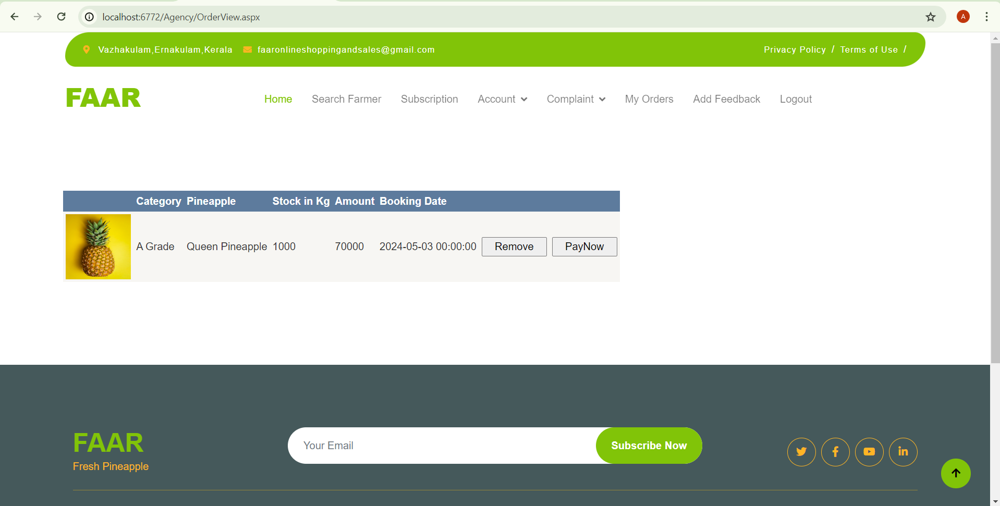 localhost:6772/Agency/OrderView.aspx
A
Vazhakulam,Ernakulam,Kerala faaronlineshoppingandsales@gmail.com Privacy Policy / Terms of Use /
FAAR Home Search Farmer Subscription Account Complaint My Orders Add Feedback Logout
Category Pineapple Stock in Kg Amount Booking Date
A Grade Queen Pineapple 1000 70000 2024-05-03 00:00:00 Remove PayNow
FAAR
Fresh Pineapple
Your Email Subscribe Now